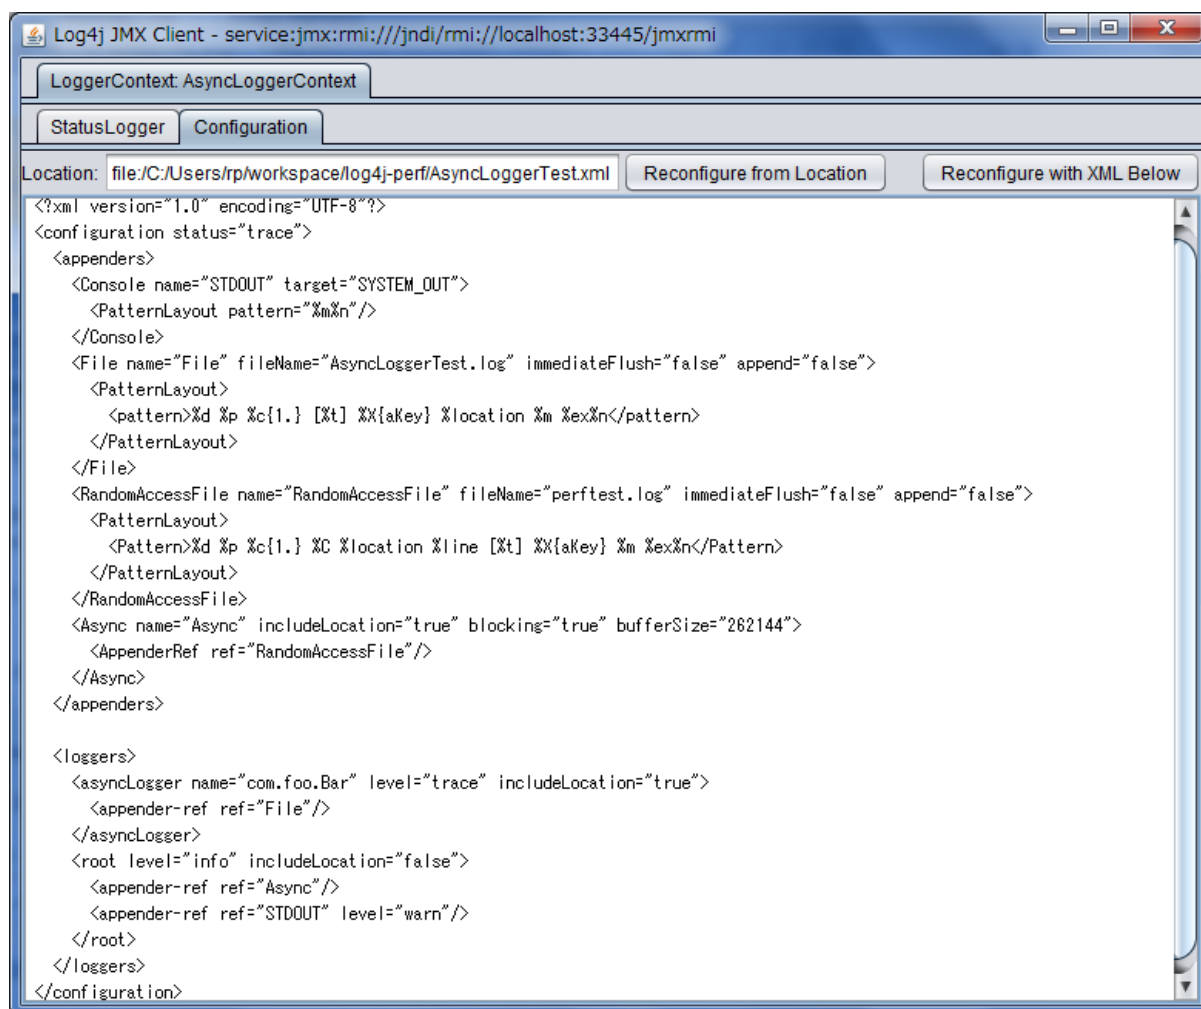 Log4j JMX Client - service:jmx:rmi:///jndi/rmi://localhost:33445/jmxrmi
LoggerContext: AsyncLoggerContext
StatusLogger Configuration
Location: file:/C:/Users/rp/workspace/log4j-perf/AsyncLoggerTest.xml Reconfigure from Location Reconfigure with XML Below
<?xml version="1.0" encoding="UTF-8"?>
<configuration status="trace">
  <appenders>
    <Console name="STDOUT" target="SYSTEM_OUT">
      <PatternLayout pattern="%m%n"/>
    </Console>
    <File name="File" fileName="AsyncLoggerTest.log" immediateFlush="false" append="false">
      <PatternLayout>
        <pattern>%d %p %c{1.} [%t] %X{aKey} %location %m %ex%n</pattern>
      </PatternLayout>
    </File>
    <RandomAccessFile name="RandomAccessFile" fileName="perftest.log" immediateFlush="false" append="false">
      <PatternLayout>
        <Pattern>%d %p %c{1.} %C %location %line [%t] %X{aKey} %m %ex%n</Pattern>
      </PatternLayout>
    </RandomAccessFile>
    <Async name="Async" includeLocation="true" blocking="true" bufferSize="262144">
      <AppenderRef ref="RandomAccessFile"/>
    </Async>
  </appenders>

  <loggers>
    <asyncLogger name="com.foo.Bar" level="trace" includeLocation="true">
      <appender-ref ref="File"/>
    </asyncLogger>
    <root level="info" includeLocation="false">
      <appender-ref ref="Async"/>
      <appender-ref ref="STDOUT" level="warn"/>
    </root>
  </loggers>
</configuration>